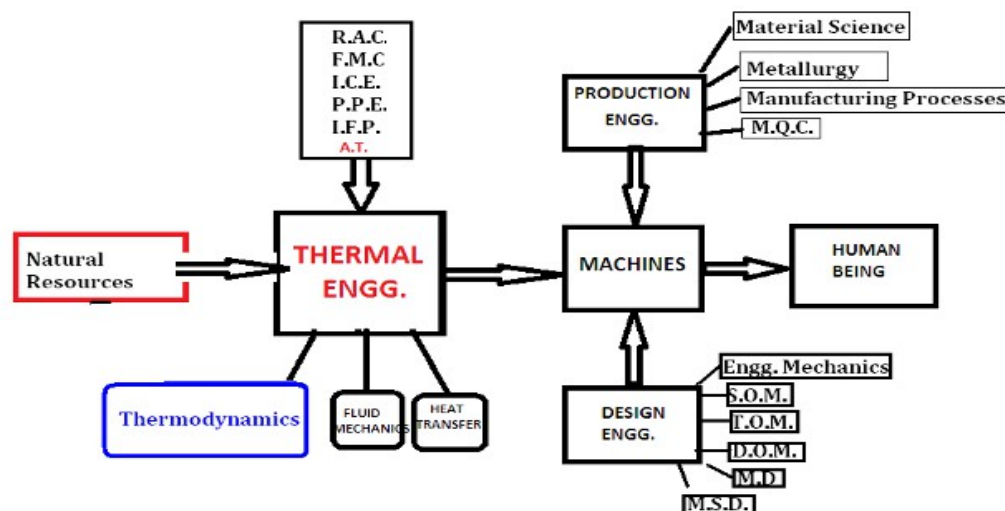 R.A.C.
F.M.C
I.C.E.
P.P.E.
I.F.P.
A.T.
Material Science
Metallurgy
Manufacturing Processes
M.Q.C.
PRODUCTION
ENGG.
Natural
Resources
THERMAL
ENGG.
MACHINES
HUMAN
BEING
Thermodynamics
FLUID
MECHANICS
HEAT
TRANSFER
DESIGN
ENGG.
Engg. Mechanics
S.O.M.
T.O.M.
D.O.M.
M.D
M.S.D.